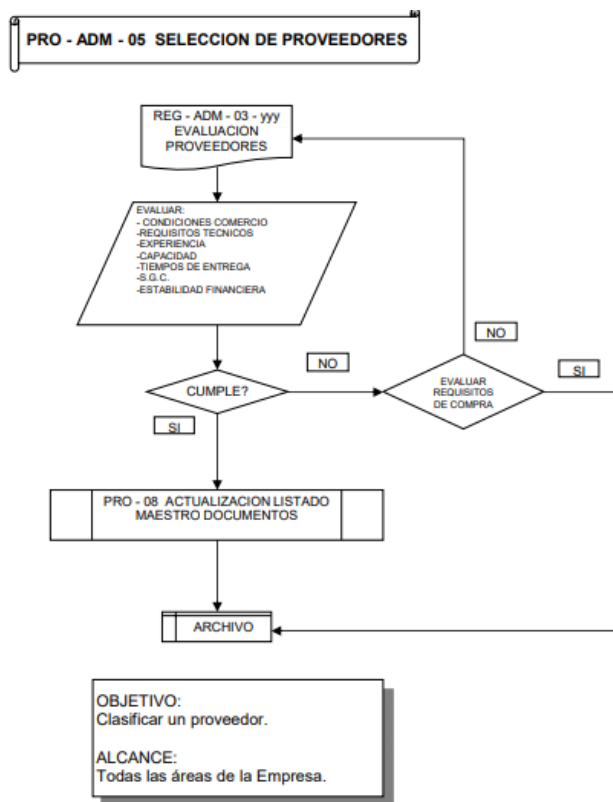 PRO - ADM - 05 SELECCION DE PROVEEDORES
REG - ADM - 03 - yyy
EVALUACION
PROVEEDORES
EVALUAR:
- CONDICIONES COMERCIO
-REQUISITOS TECNICOS
-EXPERIENCIA
-CAPACIDAD
-TIEMPOS DE ENTREGA
-S.G.C.
-ESTABILIDAD FINANCIERA
NO
SI
NO
CUMPLE?
EVALUAR
REQUISITOS
DE COMPRA
SI
PRO - 08 ACTUALIZACION LISTADO
MAESTRO DOCUMENTOS
ARCHIVO
OBJETIVO:
Clasificar un proveedor.
ALCANCE:
Todas las áreas de la Empresa.